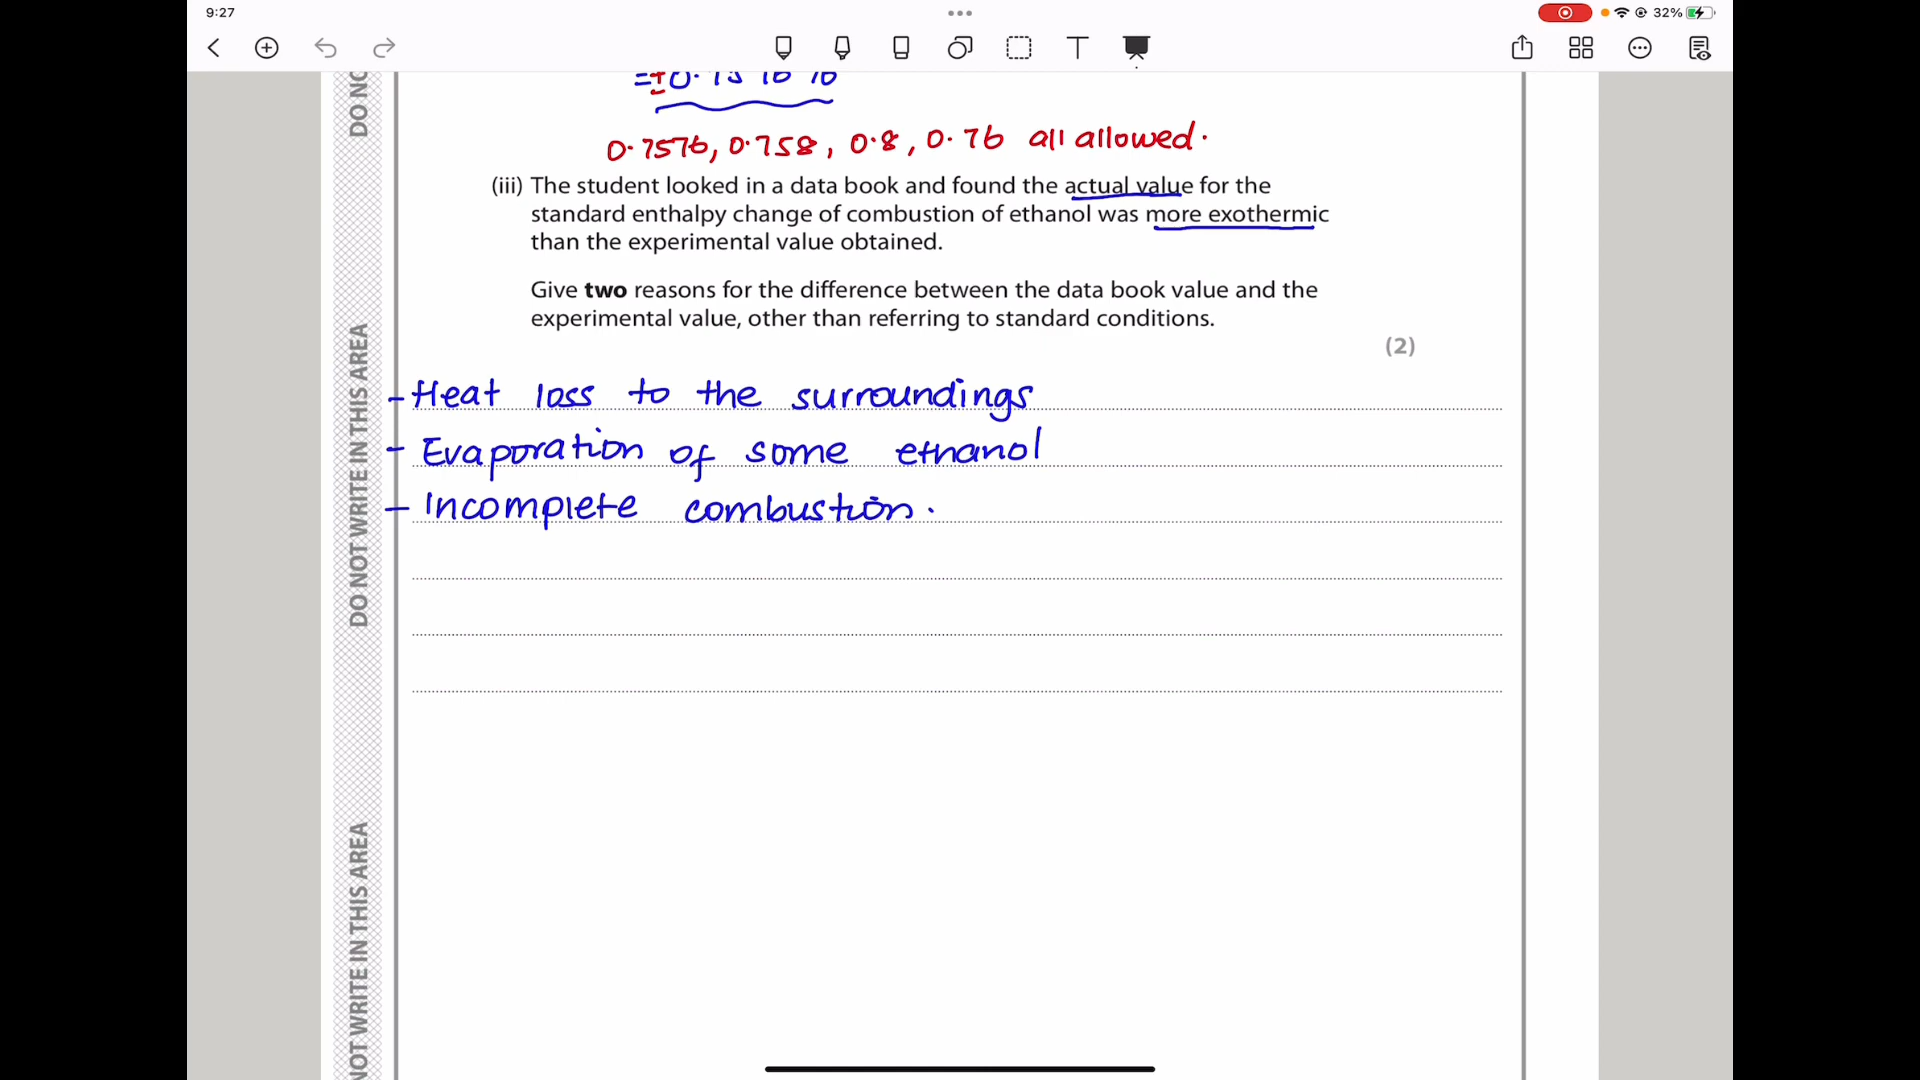 9:27
32%
0.7576, 0.758, 0.8, 0.76 all allowed.
(iii) The student looked in a data book and found the actual value for the
standard enthalpy change of combustion of ethanol was more exothermic
than the experimental value obtained.
Give two reasons for the difference between the data book value and the
experimental value, other than referring to standard conditions.
(2)
- Heat loss to the surroundings
- Evaporation of some ethanol
- Incomplete combustion.
DO NO
DO NOT WRITE IN THIS AREA
NOT WRITE IN THIS AREA